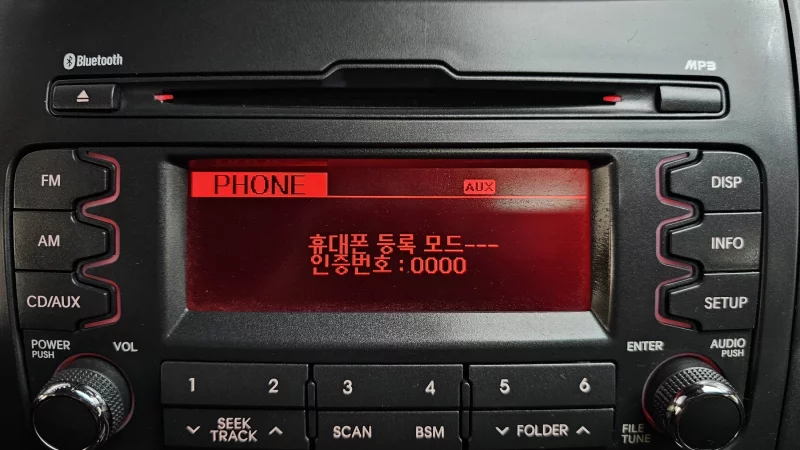 Bluetooth
MP3
FM
DISP
PHONE
AUX
AM
INFO
휴대폰 등록 모드---
인증번호 : 0000
CD/AUX
SETUP
POWER
PUSH
VOL
ENTER
AUDIO
PUSH
1 2 3 4 5 6
SEEK
TRACK
SCAN
BSM
FOLDER
FILE
TUNE